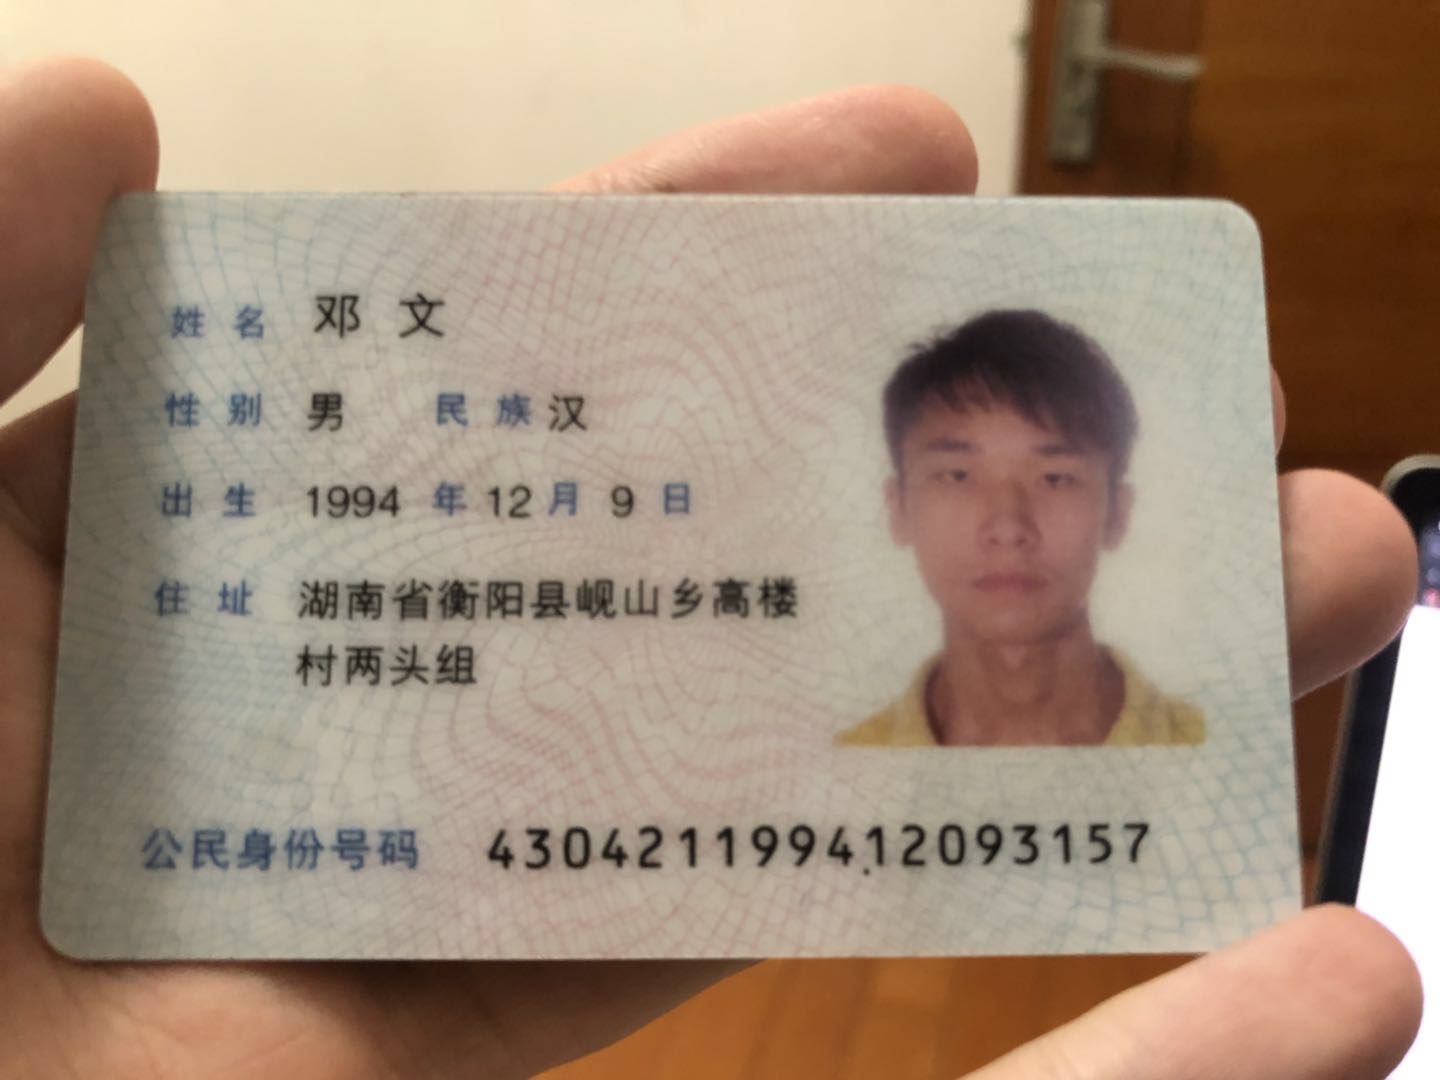 姓名 邓文
性别 男 民族 汉
出生 1994 年 12 月 9 日
住址 湖南省衡阳县岘山乡高楼
村两头组
公民身份号码 430421199412093157